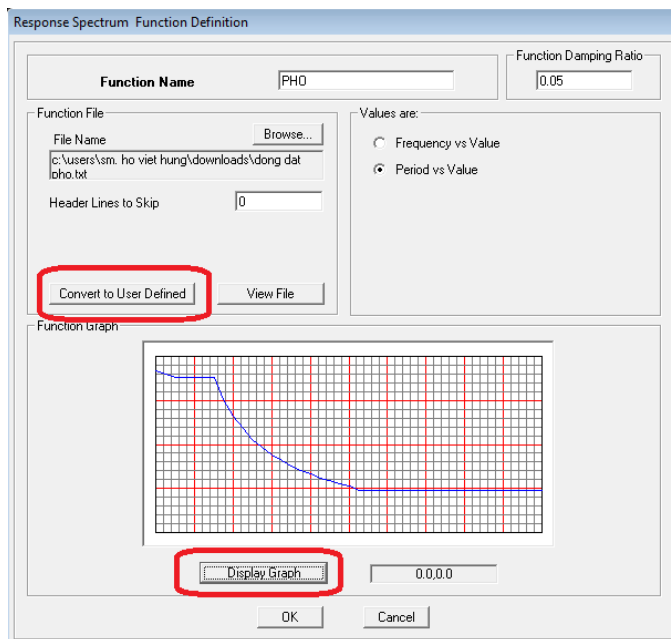 Response Spectrum Function Definition
Function Damping Ratio
Function Name
PHO
0.05
Function File
Values are:
File Name
Browse...
Frequency vs Value
c:\users\sm. ho viet hung\downloads\dong dat
pho.txt
Period vs Value
Header Lines to Skip
0
Convert to User Defined
View File
Function Graph
Display Graph
0.0,0.0
OK
Cancel